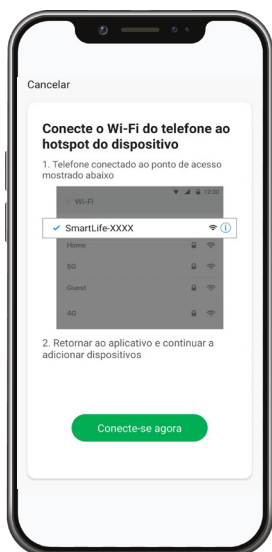 Cancelar
Conecte o Wi-Fi do telefone ao
hotspot do dispositivo
1. Telefone conectado ao ponto de acesso
mostrado abaixo
12:00
‹ Wi-Fi
✓ SmartLife-XXXX
Home
5G
Guest
4G
2. Retornar ao aplicativo e continuar a
adicionar dispositivos
Conecte-se agora